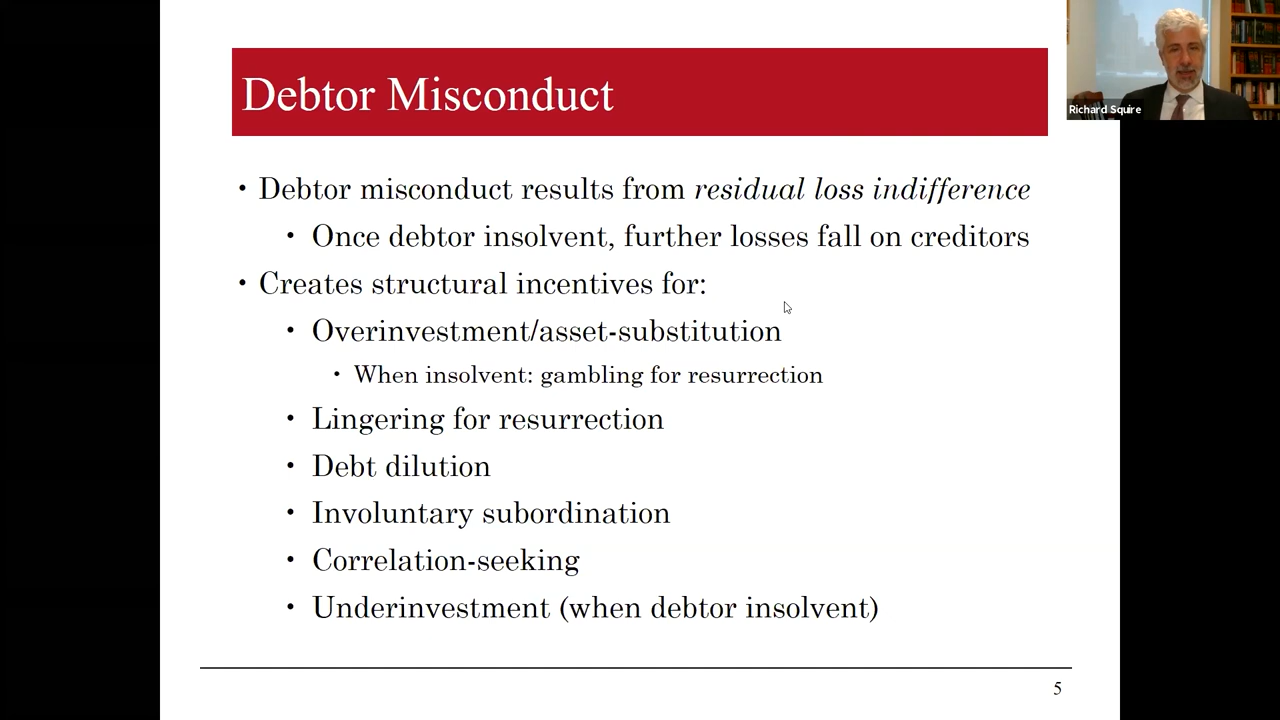 Debtor Misconduct
Richard Squire
• Debtor misconduct results from residual loss indifference
• Once debtor insolvent, further losses fall on creditors
• Creates structural incentives for:
• Overinvestment/asset-substitution
• When insolvent: gambling for resurrection
• Lingering for resurrection
• Debt dilution
• Involuntary subordination
• Correlation-seeking
• Underinvestment (when debtor insolvent)
5